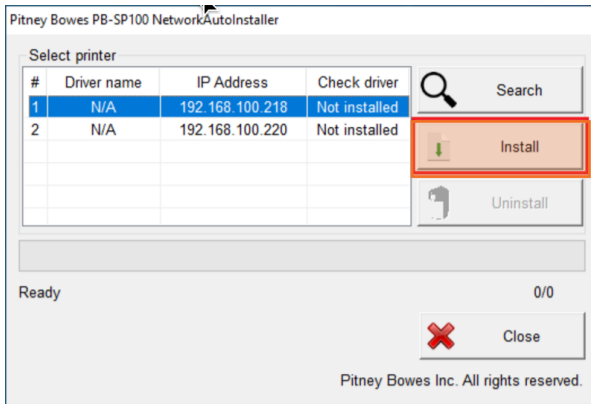 Pitney Bowes PB-SP100 NetworkAutoInstaller
Select printer
# Driver name IP Address Check driver
1 N/A 192.168.100.218 Not installed
2 N/A 192.168.100.220 Not installed
Search
Install
Uninstall
Ready 0/0
Close
Pitney Bowes Inc. All rights reserved.